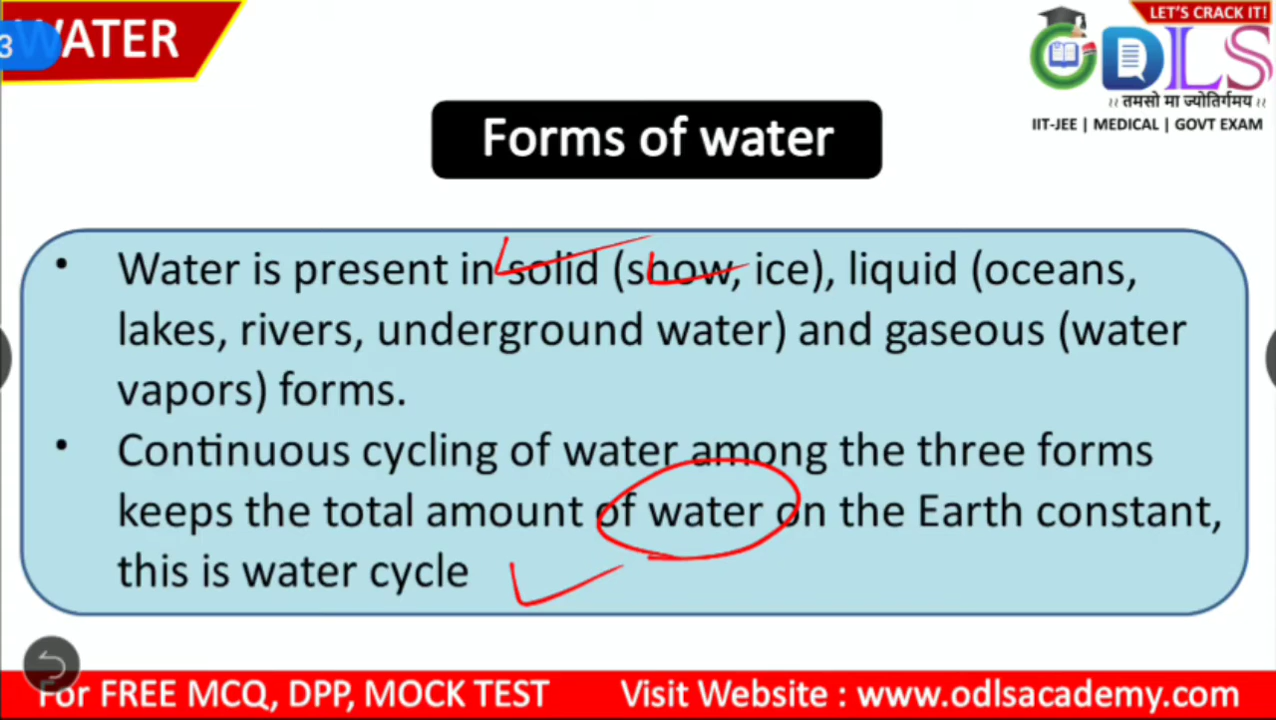 3
WATER
LET'S CRACK IT!
DLS
।। तमसो मा ज्योतिर्गमय ।।
IIT-JEE | MEDICAL | GOVT EXAM
Forms of water
• Water is present in solid (show, ice), liquid (oceans,
lakes, rivers, underground water) and gaseous (water
vapors) forms.
• Continuous cycling of water among the three forms
keeps the total amount of water on the Earth constant,
this is water cycle
For FREE MCQ, DPP, MOCK TEST Visit Website : www.odlsacademy.com